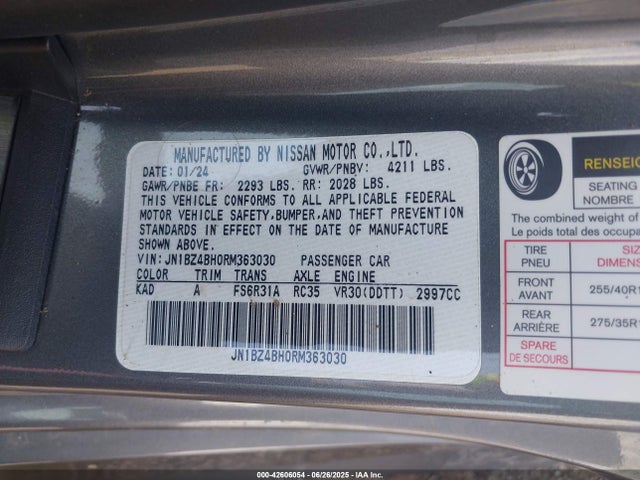 MANUFACTURED BY NISSAN MOTOR CO.,LTD.
DATE: 01/24 GVWR/PNBV: 4211 LBS.
GAWR/PNBE FR: 2293 LBS. RR: 2028 LBS.
THIS VEHICLE CONFORMS TO ALL APPLICABLE FEDERAL
MOTOR VEHICLE SAFETY,BUMPER,AND THEFT PREVENTION
STANDARDS IN EFFECT ON THE DATE OF MANUFACTURE
SHOWN ABOVE.
VIN: JN1BZ4BH0RM363030 PASSENGER CAR
COLOR TRIM TRANS AXLE ENGINE
KAD A FS6R31A RC35 VR30(DDTT) 2997CC
JN1BZ4BH0RM363030
RENSEIGN
SEATING
NOMBRE
The combined weight of
Le poids total des occupa
TIRE SIZ
PNEU DIMENS
FRONT
AVANT 255/40R1
REAR
ARRIÈRE 275/35R1
SPARE
DE SECOURS
000-42606054 | 06/26/2025 | IAAI.com